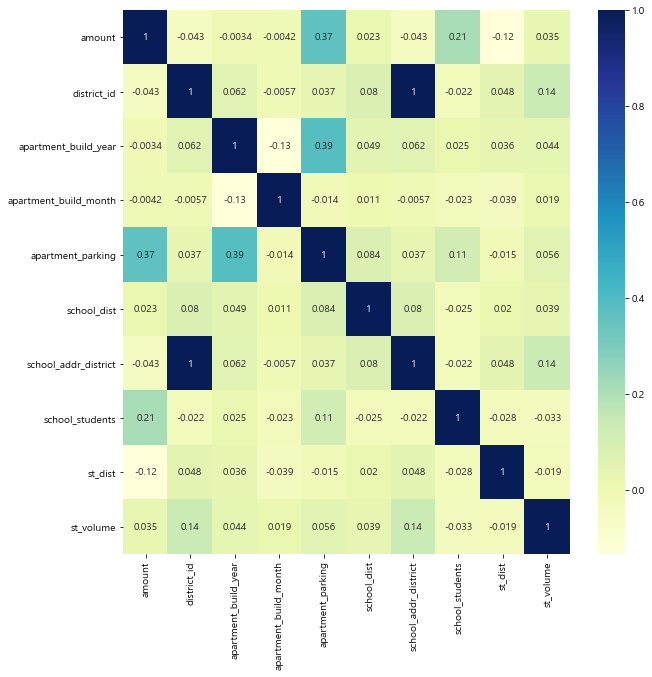 amount 1 -0.043 -0.0034 -0.0042 0.37 0.023 -0.043 0.21 -0.12 0.035
district_id -0.043 1 0.062 -0.0057 0.037 0.08 1 -0.022 0.048 0.14
apartment_build_year -0.0034 0.062 1 -0.13 0.39 0.049 0.062 0.025 0.036 0.044
apartment_build_month -0.0042 -0.0057 -0.13 1 -0.014 0.011 -0.0057 -0.023 -0.039 0.019
apartment_parking 0.37 0.037 0.39 -0.014 1 0.084 0.037 0.11 -0.015 0.056
school_dist 0.023 0.08 0.049 0.011 0.084 1 0.08 -0.025 0.02 0.039
school_addr_district -0.043 1 0.062 -0.0057 0.037 0.08 1 -0.022 0.048 0.14
school_students 0.21 -0.022 0.025 -0.023 0.11 -0.025 -0.022 1 -0.028 -0.033
st_dist -0.12 0.048 0.036 -0.039 -0.015 0.02 0.048 -0.028 1 -0.019
st_volume 0.035 0.14 0.044 0.019 0.056 0.039 0.14 -0.033 -0.019 1
amount
district_id
apartment_build_year
apartment_build_month
apartment_parking
school_dist
school_addr_district
school_students
st_dist
st_volume
1.0
0.8
0.6
0.4
0.2
0.0